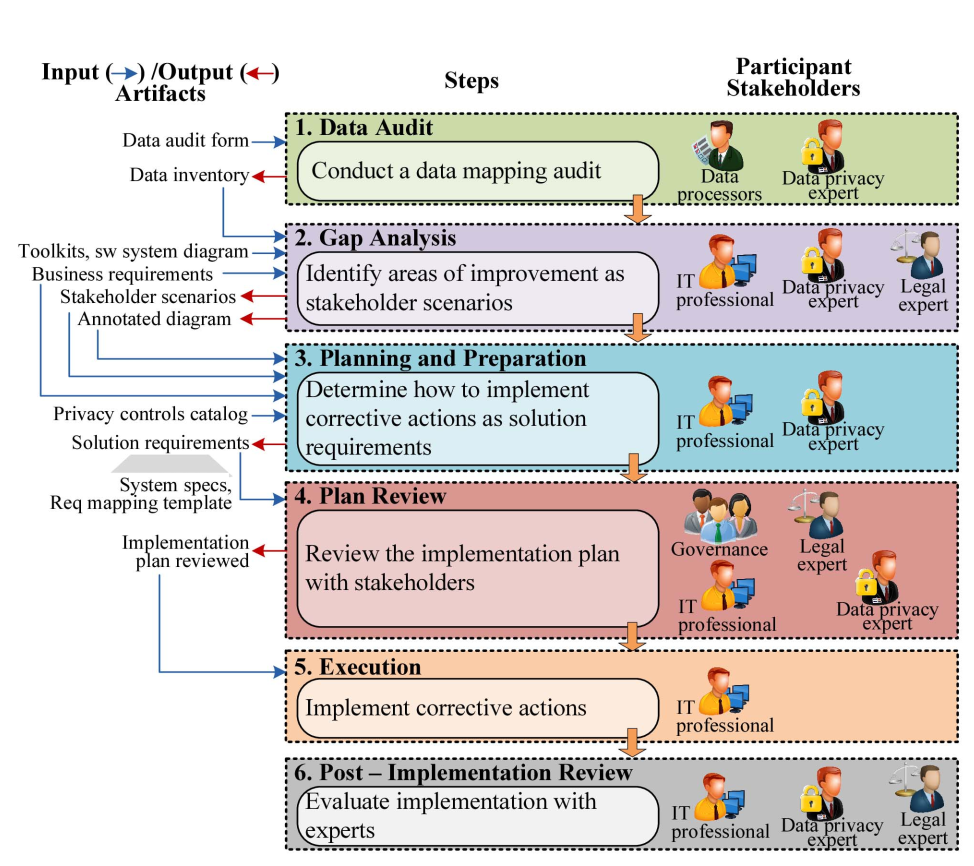 Input (→) /Output (←)
Artifacts
Steps
Participant
Stakeholders
Data audit form
Data inventory
1. Data Audit
Conduct a data mapping audit
Data
processors
Data privacy
expert
Toolkits, sw system diagram
Business requirements
Stakeholder scenarios
Annotated diagram
2. Gap Analysis
Identify areas of improvement as
stakeholder scenarios
IT
professional
Data privacy
expert
Legal
expert
Privacy controls catalog
Solution requirements
System specs,
Req mapping template
3. Planning and Preparation
Determine how to implement
corrective actions as solution
requirements
IT
professional
Data privacy
expert
Implementation
plan reviewed
4. Plan Review
Review the implementation plan
with stakeholders
Governance
Legal
expert
IT
professional
Data privacy
expert
5. Execution
Implement corrective actions
IT
professional
6. Post – Implementation Review
Evaluate implementation with
experts
IT
professional
Data privacy
expert
Legal
expert